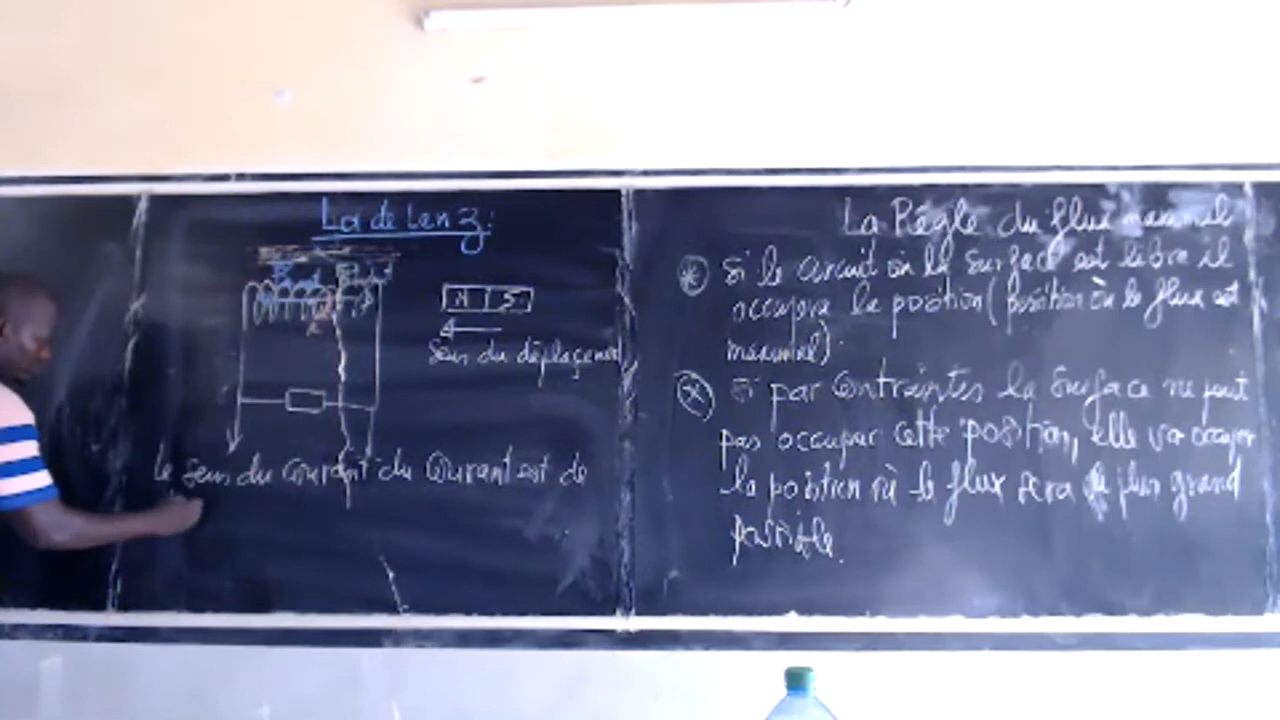 Loi de Lenz:
N S
Sens du déplacement
le sens du courant du Courant est de
La Règle du flux maximal
* Si le circuit ou la surface est libre il
occupe la position (position où le flux est
maximal)
* Si par Contraintes la Surface ne peut
pas occuper cette position, elle va occuper
la position où le flux sera le plus grand
possible.